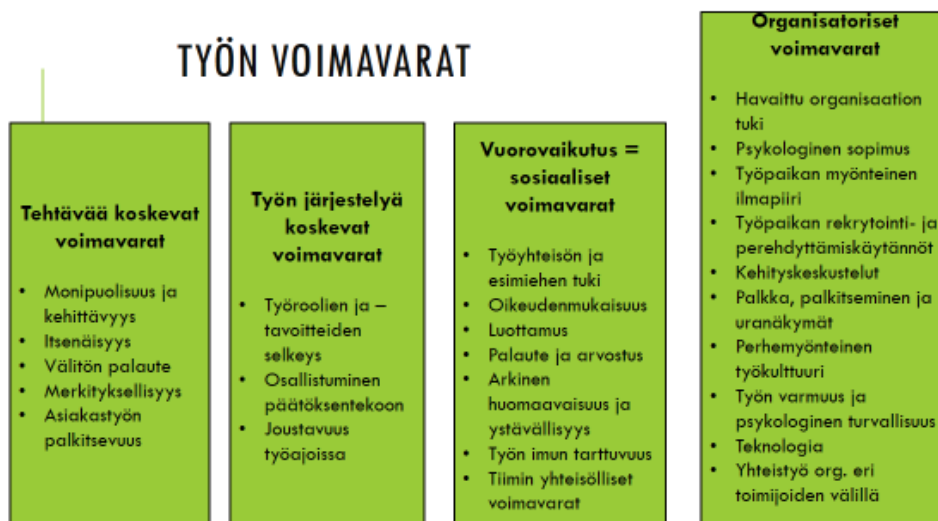 TYÖN VOIMAVARAT
Tehtävää koskevat
voimavarat
• Monipuolisuus ja
kehittävyys
• Itsenäisyys
• Välitön palaute
• Merkityksellisyys
• Asiakastyön
palkitsevuus
Työn järjestelyä
koskevat
voimavarat
• Työroolien ja –
tavoitteiden
selkeys
• Osallistuminen
päätöksentekoon
• Joustavuus
työajoissa
Vuorovaikutus =
sosiaaliset
voimavarat
• Työyhteisön ja
esimiehen tuki
• Oikeudenmukaisuus
• Luottamus
• Palaute ja arvostus
• Arkinen
huomaavaisuus ja
ystävällisyys
• Työn imun tarttuvuus
• Tiimin yhteisölliset
voimavarat
Organisatoriset
voimavarat
• Havaittu organisaation
tuki
• Psykologinen sopimus
• Työpaikan myönteinen
ilmapiiri
• Työpaikan rekrytointi- ja
perehdyttämiskäytännöt
• Kehityskeskustelut
• Palkka, palkitseminen ja
uranäkymät
• Perhemyönteinen
työkulttuuri
• Työn varmuus ja
psykologinen turvallisuus
• Teknologia
• Yhteistyö org. eri
toimijoiden välillä